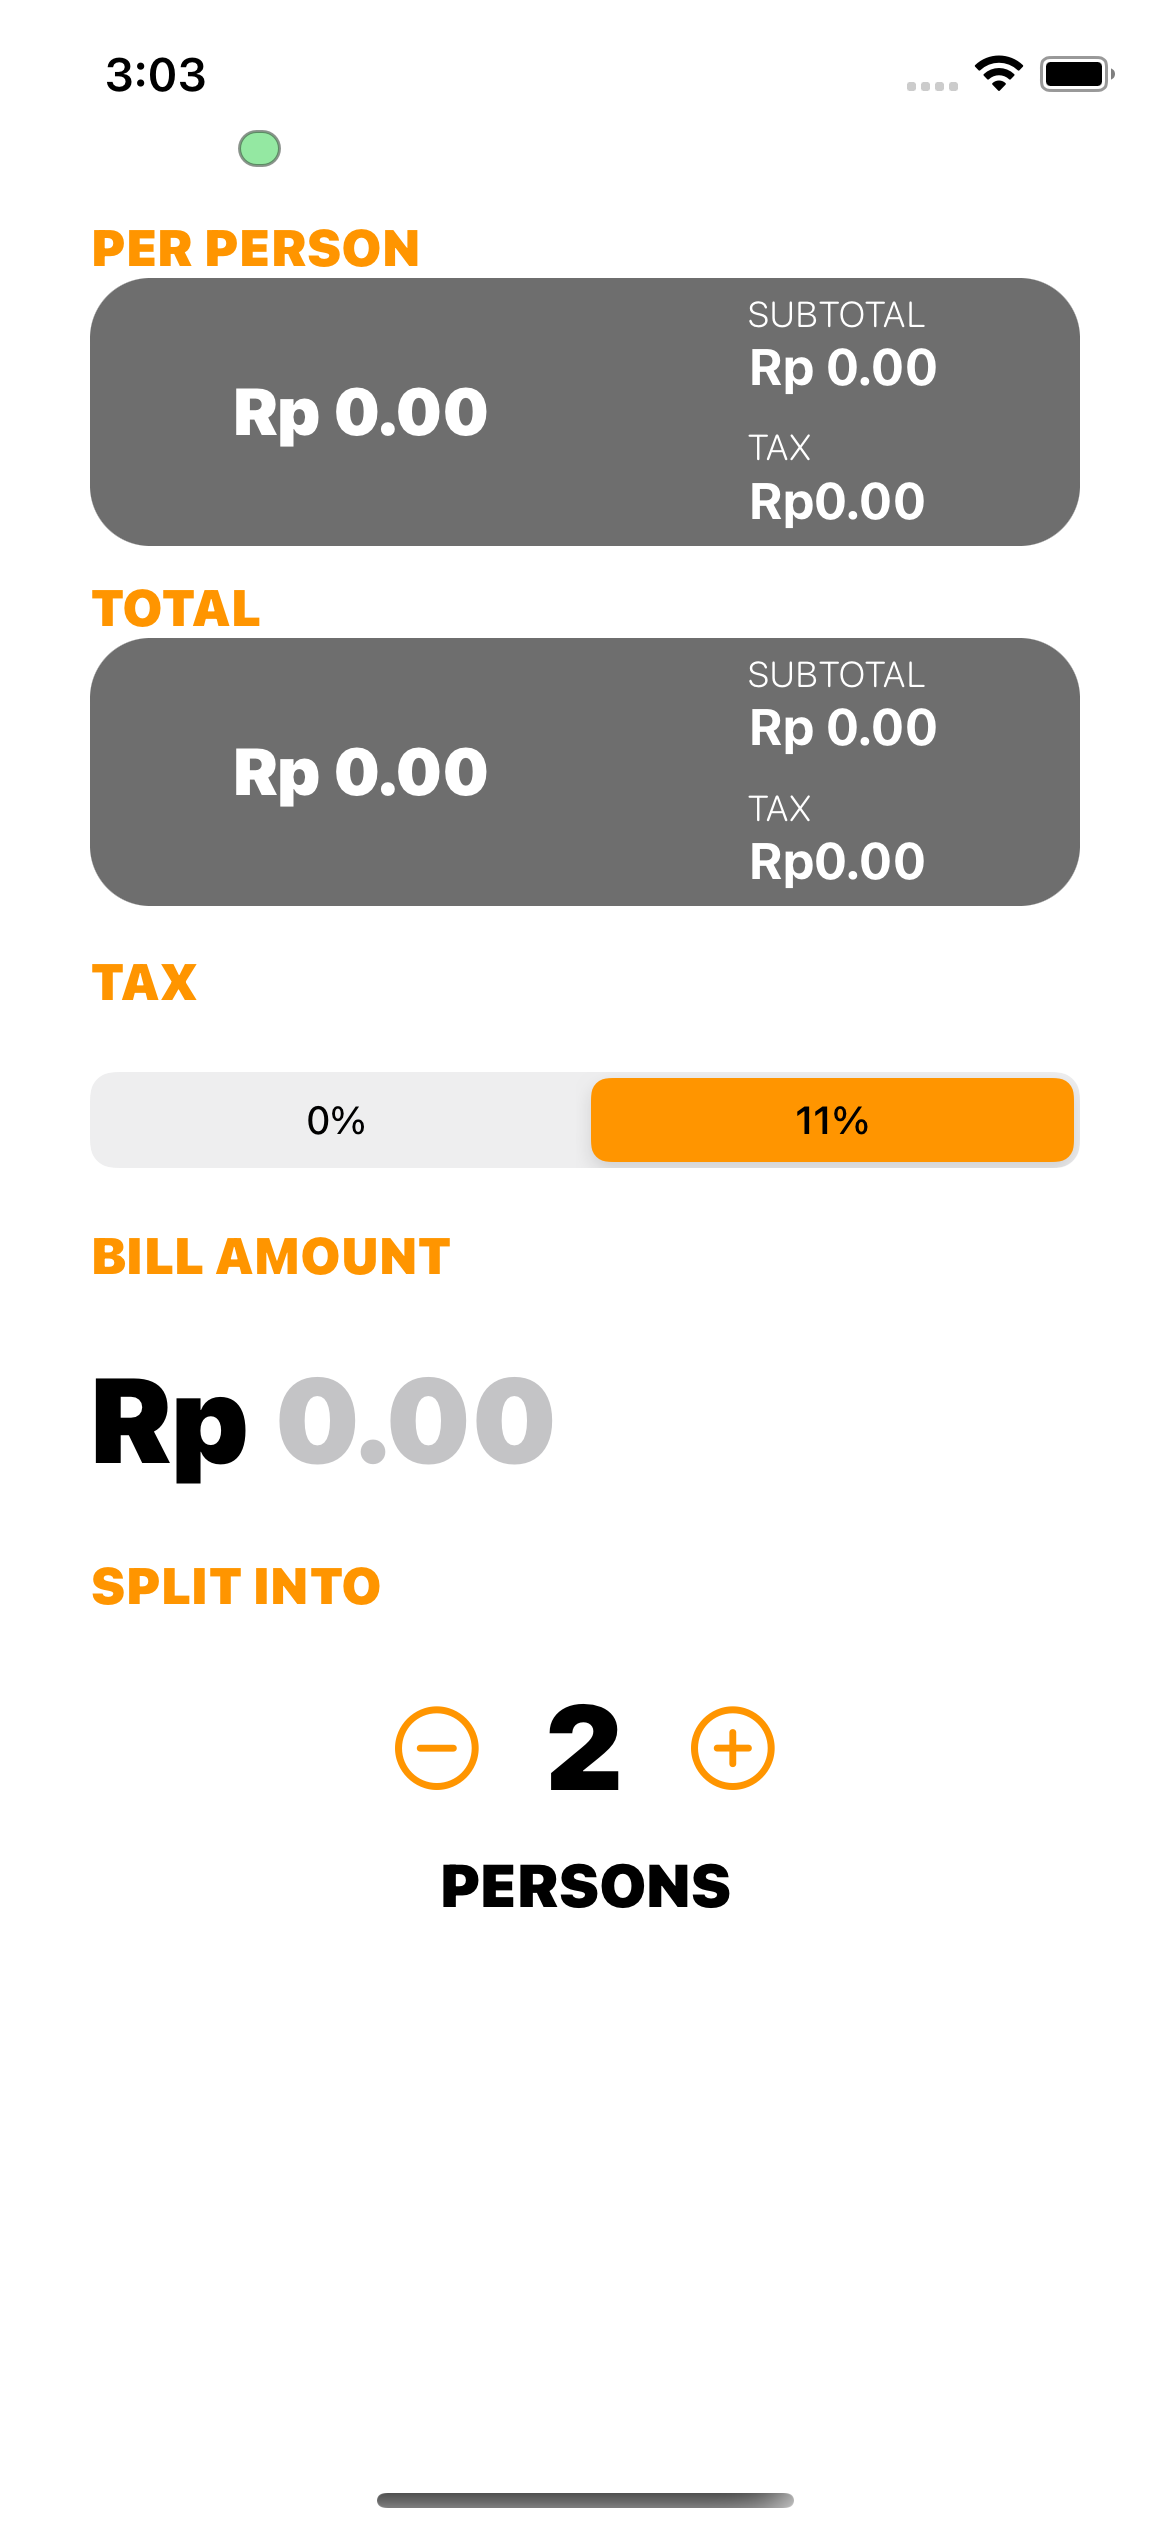 3:03
PER PERSON
Rp 0.00
SUBTOTAL
Rp 0.00
TAX
Rp0.00
TOTAL
Rp 0.00
SUBTOTAL
Rp 0.00
TAX
Rp0.00
TAX
0%
11%
BILL AMOUNT
Rp 0.00
SPLIT INTO
2
PERSONS